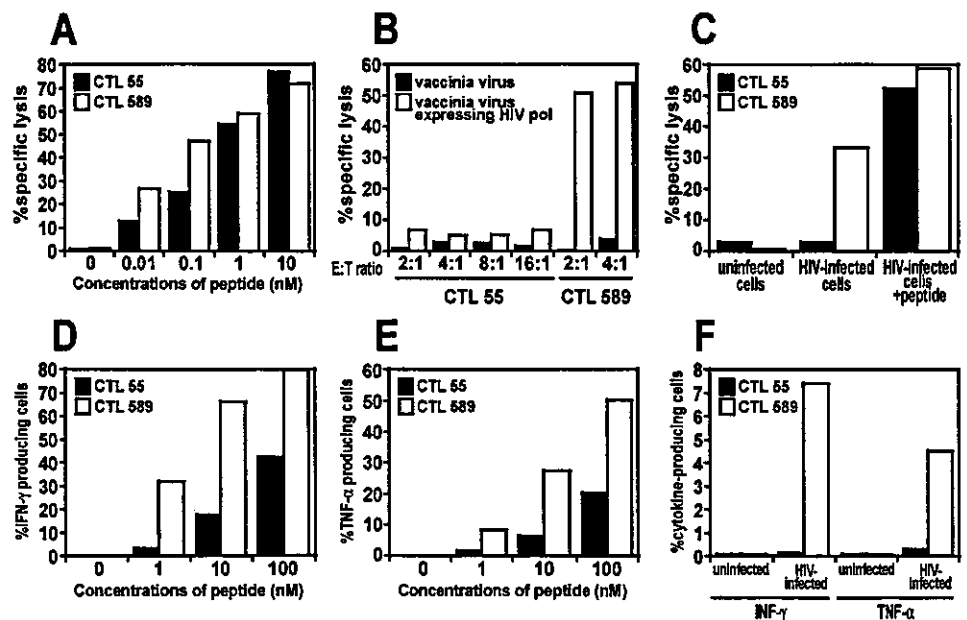 A
%specific lysis
80
70
60
50
40
30
20
10
0
CTL 55
CTL 589
0 0.01 0.1 1 10
Concentrations of peptide (nM)
B
%specific lysis
60
50
40
30
20
10
0
vaccinia virus
vaccinia virus
expressing HIV pol
E:T ratio 2:1 4:1 8:1 16:1 2:1 4:1
CTL 55 CTL 589
C
%specific lysis
60
50
40
30
20
10
0
CTL 55
CTL 589
uninfected
cells
HIV-infected
cells
HIV-infected
cells
+peptide
D
%IFN-γ producing cells
80
70
60
50
40
30
20
10
0
CTL 55
CTL 589
0 1 10 100
Concentrations of peptide (nM)
E
%TNF-α producing cells
60
50
40
30
20
10
0
CTL 55
CTL 589
0 1 10 100
Concentrations of peptide (nM)
F
%cytokine-producing cells
8
7
6
5
4
3
2
1
0
CTL 55
CTL 589
uninfected HIV-
infected
uninfected HIV-
infected
INF-γ TNF-α